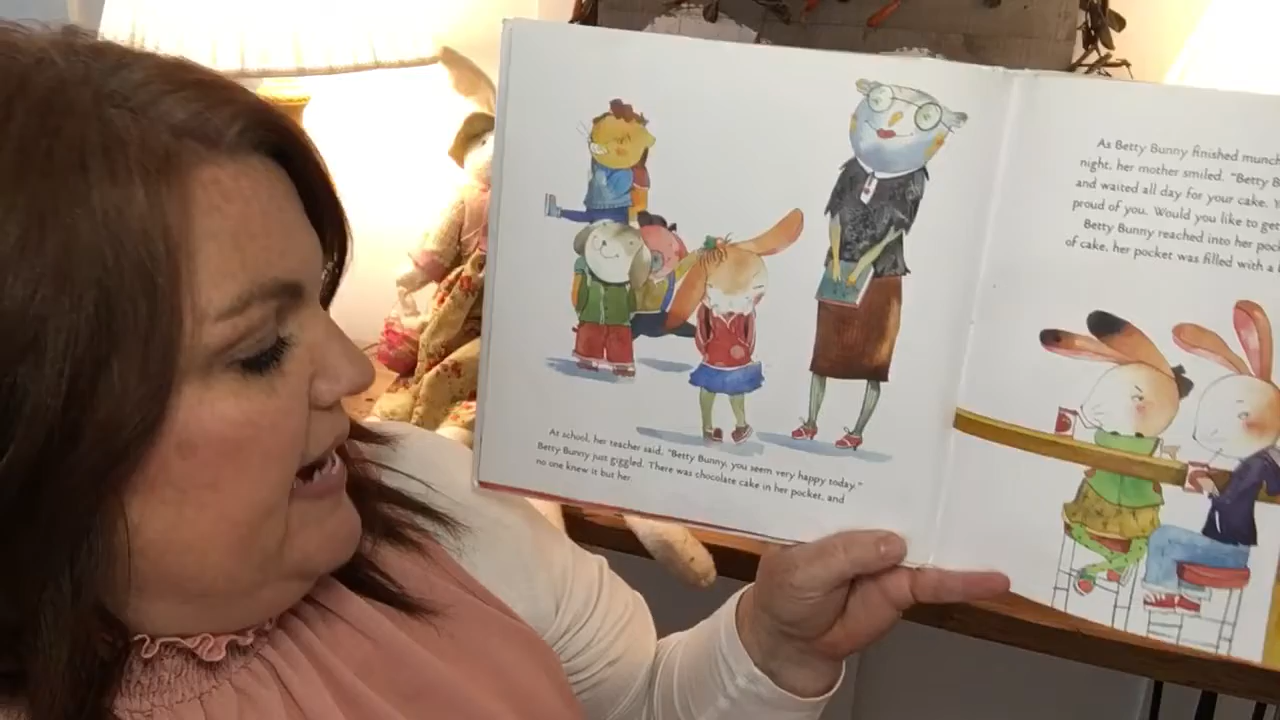 At school, her teacher said, "Betty Bunny, you seem very happy today."
Betty Bunny just giggled. There was chocolate cake in her pocket, and
no one knew it but her.
As Betty Bunny finished
night, her mother smiled. "Betty
and waited all day for your cake.
proud of you. Would you like to get
Betty Bunny reached into her
of cake, her pocket was filled with a